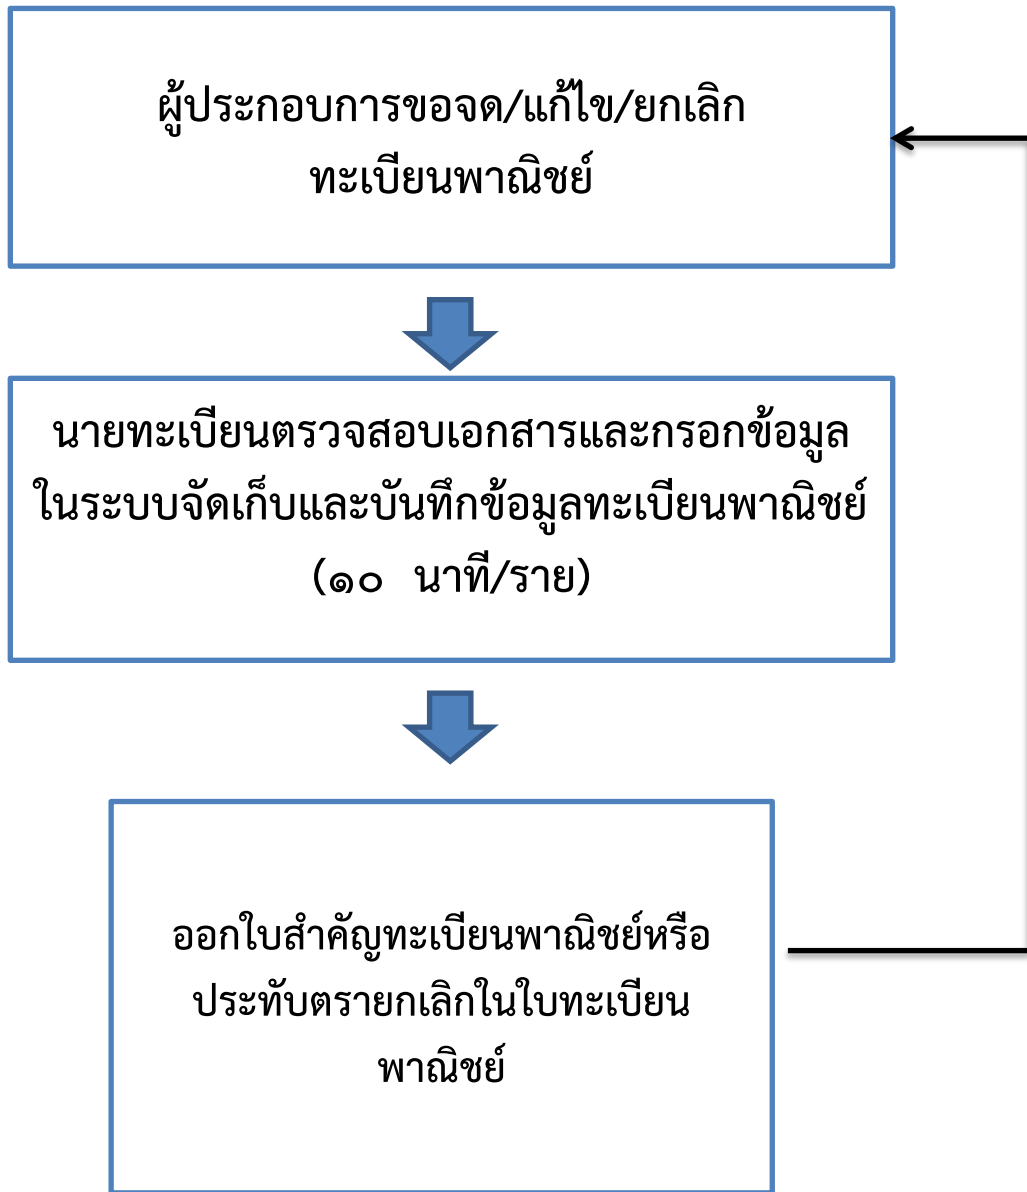 ผู้ประกอบการขอจด/แก้ไข/ยกเลิก
ทะเบียนพาณิชย์
นายทะเบียนตรวจสอบเอกสารและกรอกข้อมูล
ในระบบจัดเก็บและบันทึกข้อมูลทะเบียนพาณิชย์
(๑๐ นาที/ราย)
ออกใบสำคัญทะเบียนพาณิชย์หรือ
ประทับตรายกเลิกในใบทะเบียน
พาณิชย์